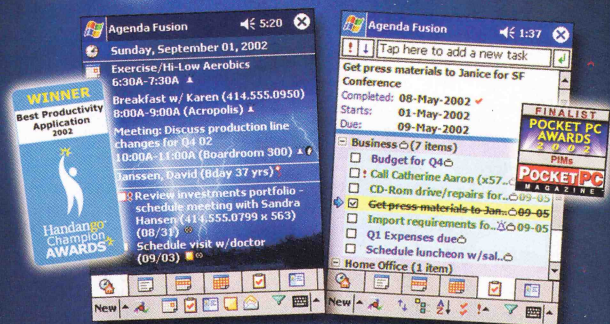 Agenda Fusion 5:20
Sunday, September 01, 2002
Exercise/Hi-Low Aerobics
6:30A-7:30A
Breakfast w/ Karen (414.555.0950)
8:00A-9:00A (Acropolis)
Meeting: Discuss production line
changes for Q4 02
10:00A-11:00A (Boardroom 300)
Janssen, David (Bday 37 yrs)
Review investments portfolio -
schedule meeting with Sandra
Hansen (414.555.0799 x 563)
(08/31)
Schedule visit w/doctor
(09/03)
New
WINNER
Best Productivity
Application
2002
Handango
Champion
AWARDS
Agenda Fusion 1:37
Tap here to add a new task
Get press materials to Janice for SF
Conference
Completed: 08-May-2002
Starts: 01-May-2002
Due: 09-May-2002
Business (7 items)
Budget for Q4
! Call Catherine Aaron (x57..09-05
CD-Rom drive/repairs for..09-05
Get press materials to Jan..09-05
Import requirements fo..09-05
Q1 Expenses due
Schedule luncheon w/sal..
Home Office (1 item)
New
FINALIST
POCKET PC
AWARDS
2002
PIMs
POCKET PC
MAGAZINE